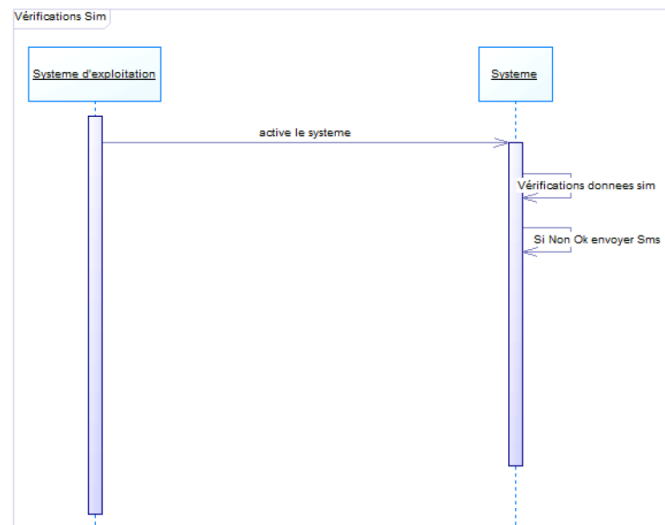 Vérifications Sim
Systeme d'exploitation
Systeme
active le systeme
Vérifications donnees sim
Si Non Ok envoyer Sms